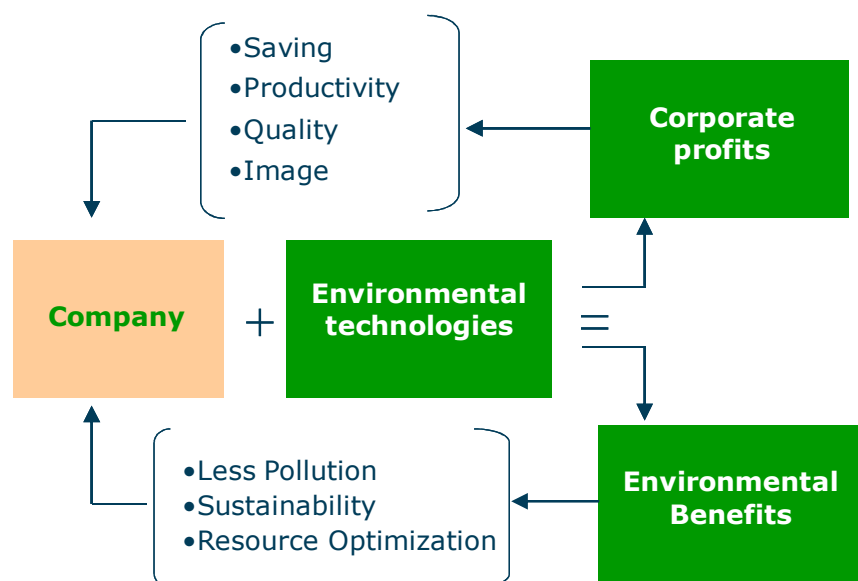 •Saving
•Productivity
•Quality
•Image
Corporate
profits
Company
+
Environmental
technologies
=
•Less Pollution
•Sustainability
•Resource Optimization
Environmental
Benefits